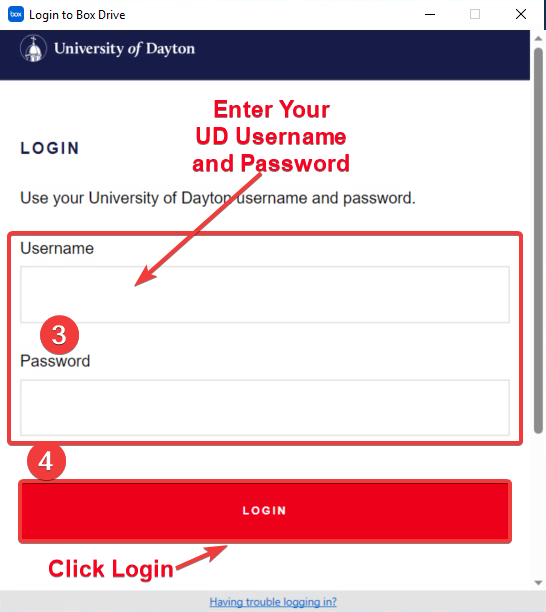 box Login to Box Drive
University of Dayton
Enter Your
UD Username
and Password
LOGIN
Use your University of Dayton username and password.
Username
3
Password
4
LOGIN
Click Login
Having trouble logging in?